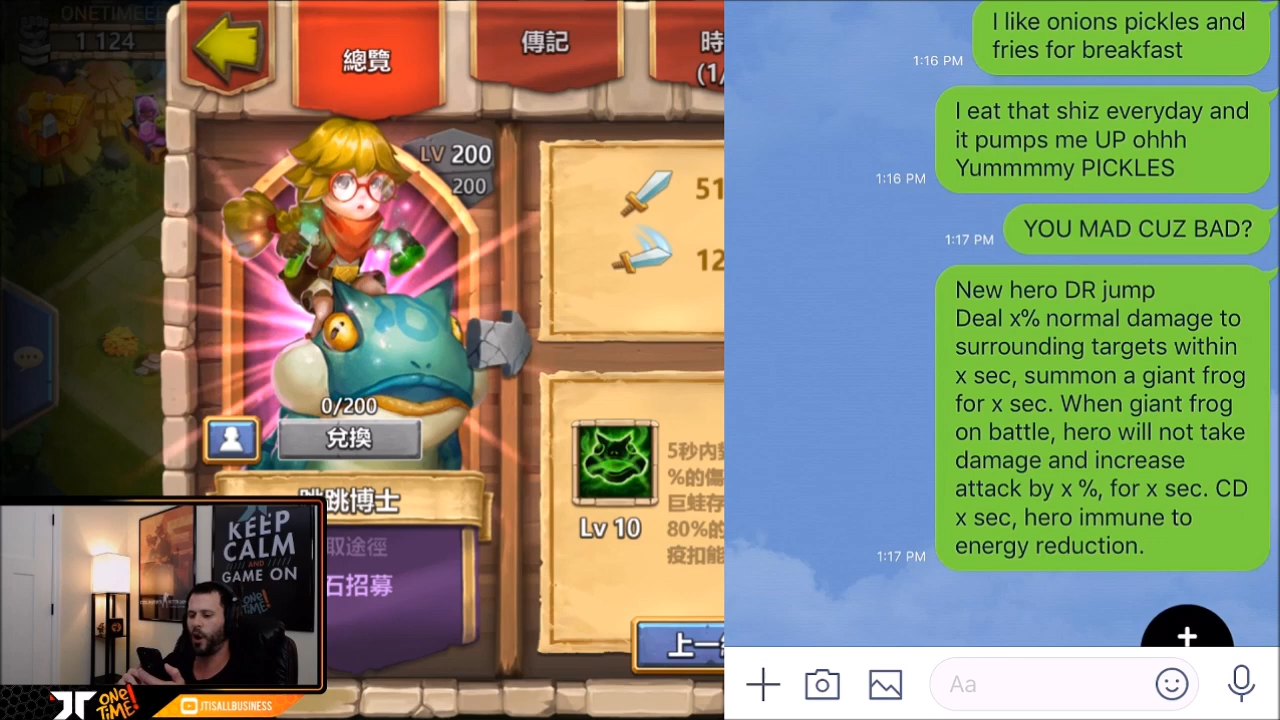 ONETIMEEE
1 124
總覽
傳記
時
(1/
LV 200
200
51
12
0/200
兌換
跳跳博士
取途徑
石招募
Lv 10
5秒內
%的傷
巨蛙存
80%的
疫扣能
上一
KEEP
CALM
AND
GAME ON
ONE
TIME!
JT
ONE
TIME!
JTISALLBUSINESS
I like onions pickles and
fries for breakfast
1:16 PM
I eat that shiz everyday and
it pumps me UP ohhh
Yummmmy PICKLES
1:16 PM
YOU MAD CUZ BAD?
1:17 PM
New hero DR jump
Deal x% normal damage to
surrounding targets within
x sec, summon a giant frog
for x sec. When giant frog
on battle, hero will not take
damage and increase
attack by x %, for x sec. CD
x sec, hero immune to
energy reduction.
1:17 PM
Aa